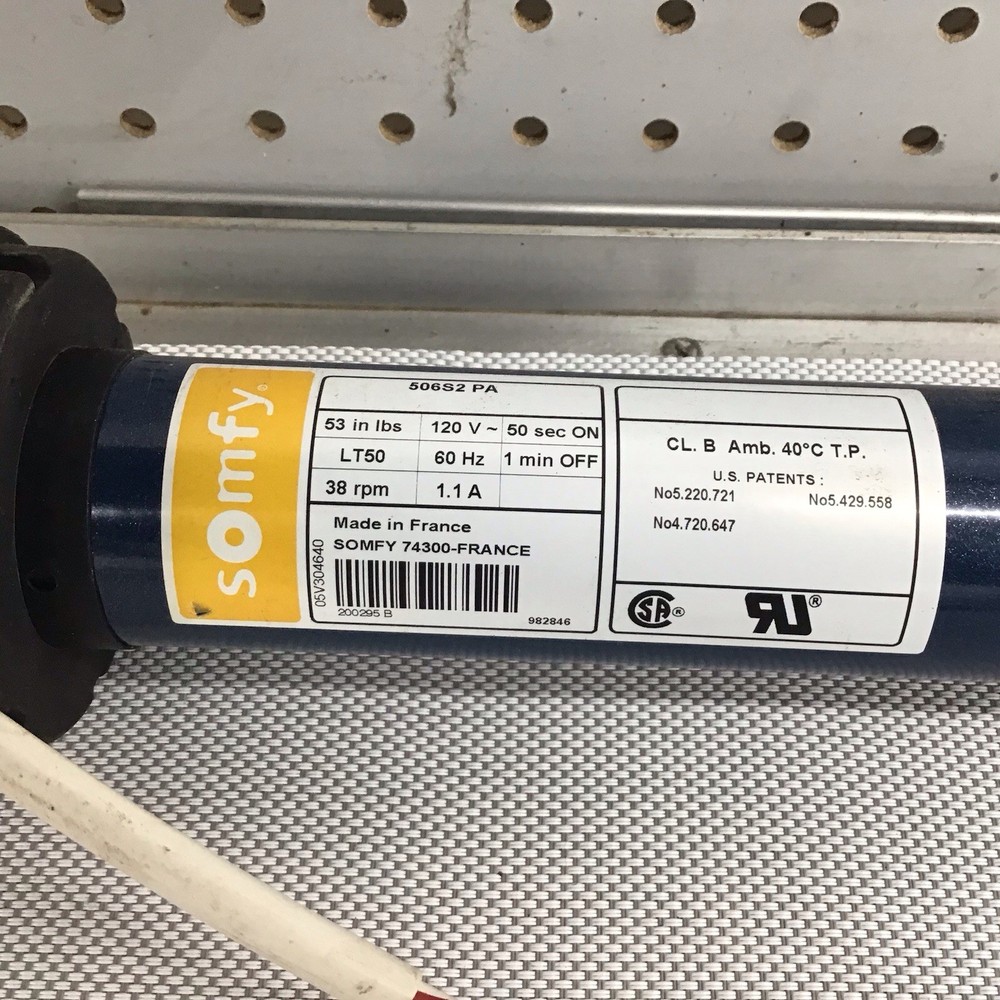 somfy®
506S2 PA
53 in lbs 120 V ~ 50 sec ON
LT50 60 Hz 1 min OFF
38 rpm 1.1 A
Made in France
SOMFY 74300-FRANCE
05V304640
200295 B
982846
CL. B Amb. 40°C T.P.
U.S. PATENTS :
No5.220.721 No5.429.558
No4.720.647
SA® RU®